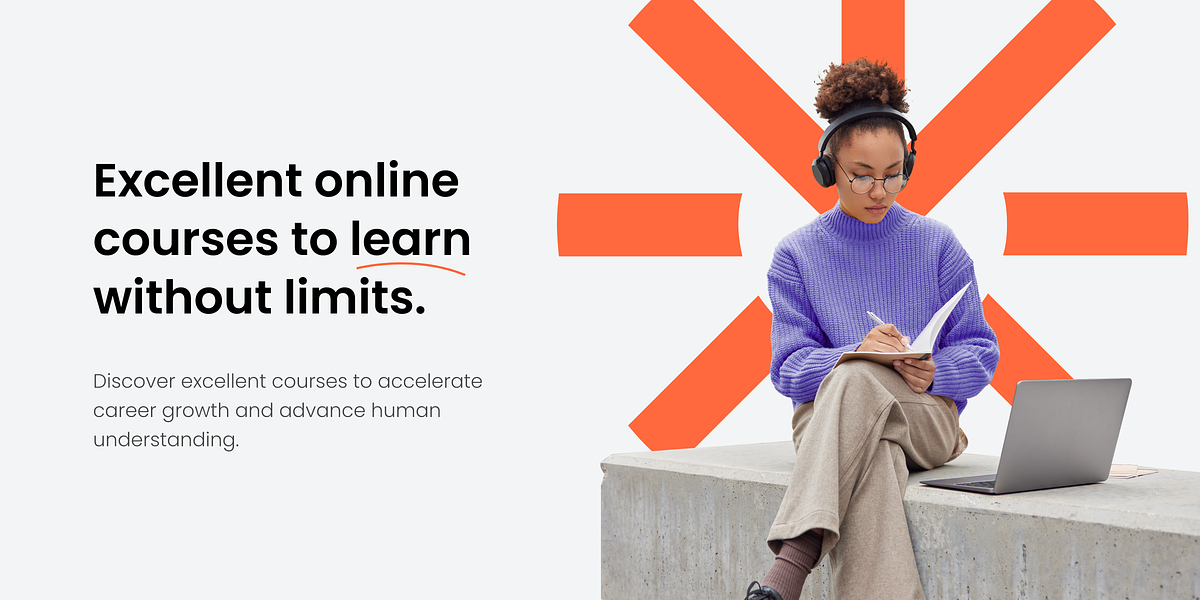 Excellent online
courses to learn
without limits.
Discover excellent courses to accelerate
career growth and advance human
understanding.